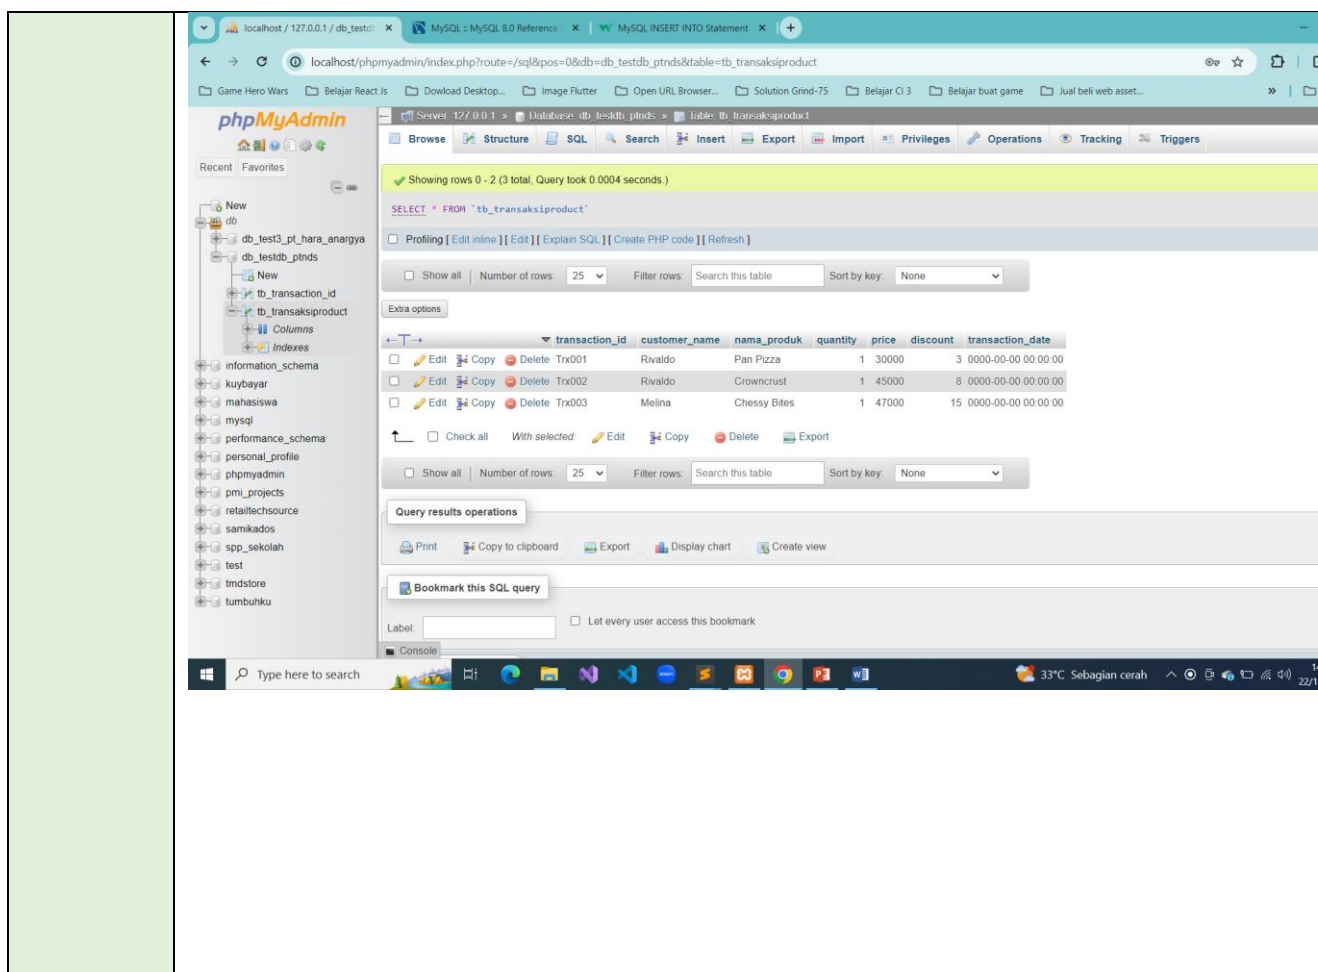 localhost / 127.0.0.1 / db_testd
MySQL :: MySQL 8.0 Reference
MySQL INSERT INTO Statement
localhost/phpmyadmin/index.php?route=/sql&pos=0&db=db_testdb_ptnds&table=tb_transaksiproduct
Game Hero Wars Belajar React Js Dowload Desktop... Image Flutter Open URL Browser... Solution Grind-75 Belajar CI 3 Belajar buat game Jual beli web asset... »
phpMyAdmin
Recent Favorites
New
db
db_test3_pt_hara_anargya
db_testdb_ptnds
New
tb_transaction_id
tb_transaksiproduct
Columns
Indexes
information_schema
kuybayar
mahasiswa
mysql
performance_schema
personal_profile
phpmyadmin
pmi_projects
retailtechsource
samikados
spp_sekolah
test
tmdstore
tumbuhku
Server: 127.0.0.1 » Database: db_testdb_ptnds » Table: tb_transaksiproduct
Browse Structure SQL Search Insert Export Import Privileges Operations Tracking Triggers
Showing rows 0 - 2 (3 total, Query took 0.0004 seconds.)
SELECT * FROM `tb_transaksiproduct`
Profiling [ Edit inline ] [ Edit ] [ Explain SQL ] [ Create PHP code ] [ Refresh ]
Show all | Number of rows: 25 Filter rows: Search this table Sort by key: None
Extra options
transaction_id customer_name nama_produk quantity price discount transaction_date
Edit Copy Delete Trx001 Rivaldo Pan Pizza 1 30000 3 0000-00-00 00:00:00
Edit Copy Delete Trx002 Rivaldo Crowncrust 1 45000 8 0000-00-00 00:00:00
Edit Copy Delete Trx003 Melina Chessy Bites 1 47000 15 0000-00-00 00:00:00
Check all With selected: Edit Copy Delete Export
Show all | Number of rows: 25 Filter rows: Search this table Sort by key: None
Query results operations
Print Copy to clipboard Export Display chart Create view
Bookmark this SQL query
Label: Let every user access this bookmark
Console
Type here to search
33°C Sebagian cerah